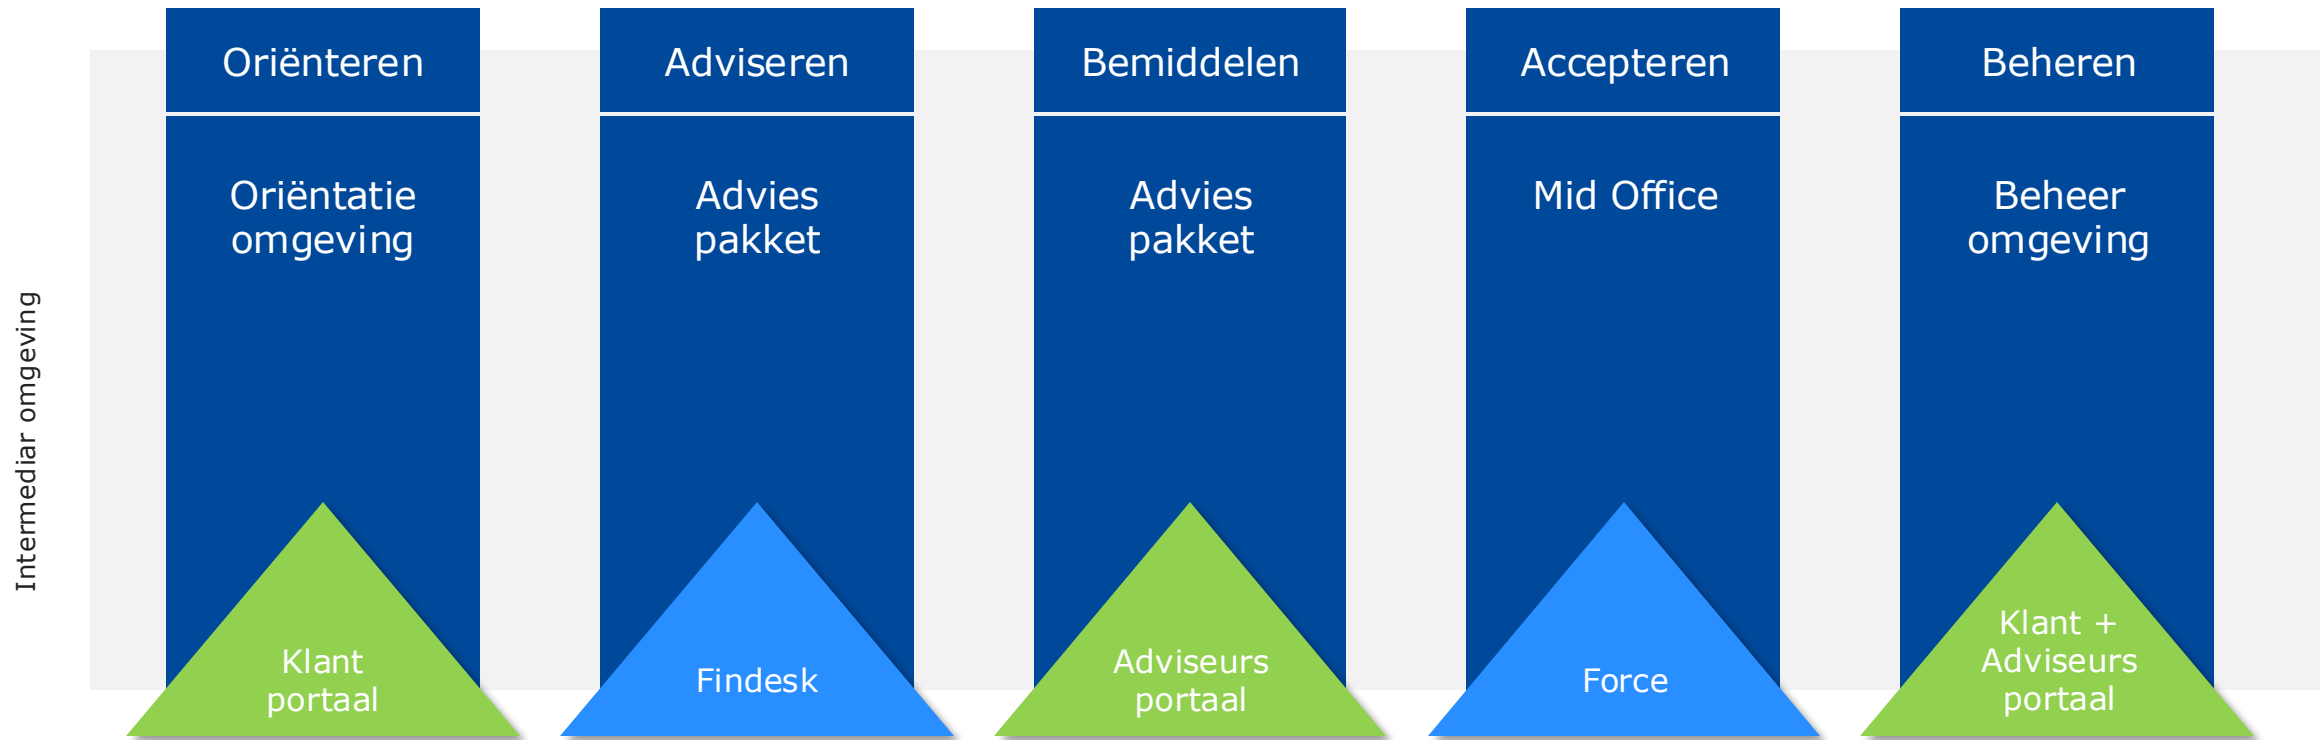 Oriënteren
Adviseren
Bemiddelen
Accepteren
Beheren
Oriëntatie
omgeving
Advies
pakket
Advies
pakket
Mid Office
Beheer
omgeving
Intermediar omgeving
Klant
portaal
Findesk
Adviseurs
portaal
Force
Klant +
Adviseurs
portaal